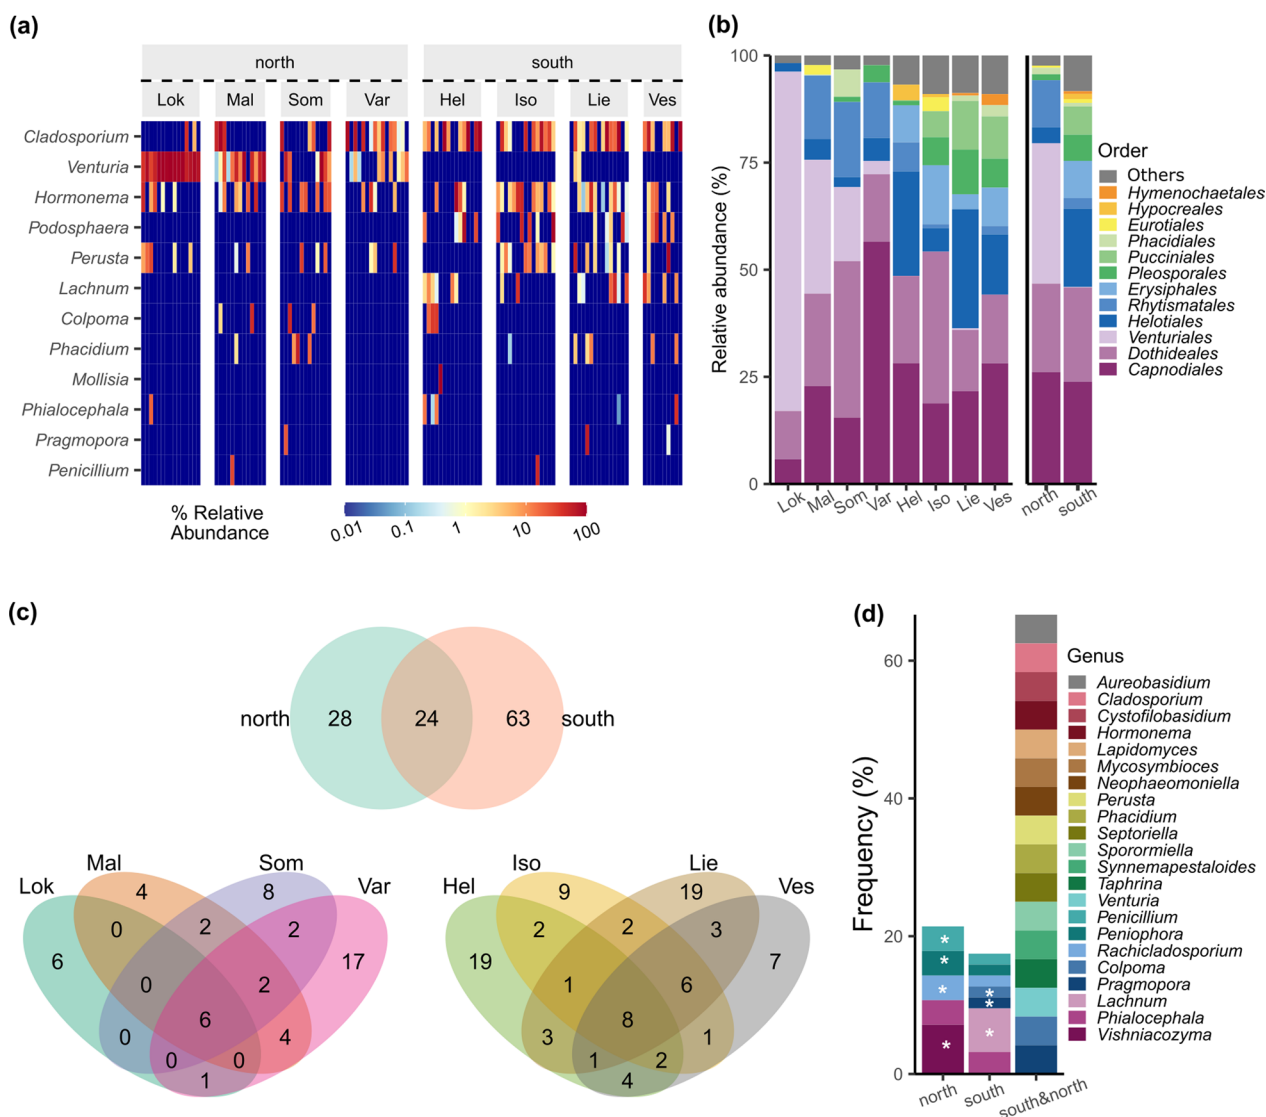 (a)
north south
Lok Mal Som Var Hel Iso Lie Ves
Cladosporium
Venturia
Hormonema
Podosphaera
Perusta
Lachnum
Colpoma
Phacidium
Mollisia
Phialocephala
Pragmopora
Penicillium
% Relative
Abundance
0.01 0.1 1 10 100
(b)
Relative abundance (%)
100
75
50
25
0
Lok Mal Som Var Hel Iso Lie Ves north south
Order
Others
Hymenochaetales
Hypocreales
Eurotiales
Phacidiales
Pucciniales
Pleosporales
Erysiphales
Rhytismatales
Helotiales
Venturiales
Dothideales
Capnodiales
(c)
north 28 24 63 south
Lok Mal Som Var
4 8
0 2 2
6 17
0 2
6
0 4
0 0
1
Hel Iso Lie Ves
9 19
2 2 3
19 7
1 6
8
3 1
1 2
4
(d)
Frequency (%)
60
40
20
0
* *
* *
* *
*
north south south&north
Genus
Aureobasidium
Cladosporium
Cystofilobasidium
Hormonema
Lapidomyces
Mycosymbioces
Neophaeomoniella
Perusta
Phacidium
Septoriella
Sporormiella
Synnemapestaloides
Taphrina
Venturia
Penicillium
Peniophora
Rachicladosporium
Colpoma
Pragmopora
Lachnum
Phialocephala
Vishniacozyma